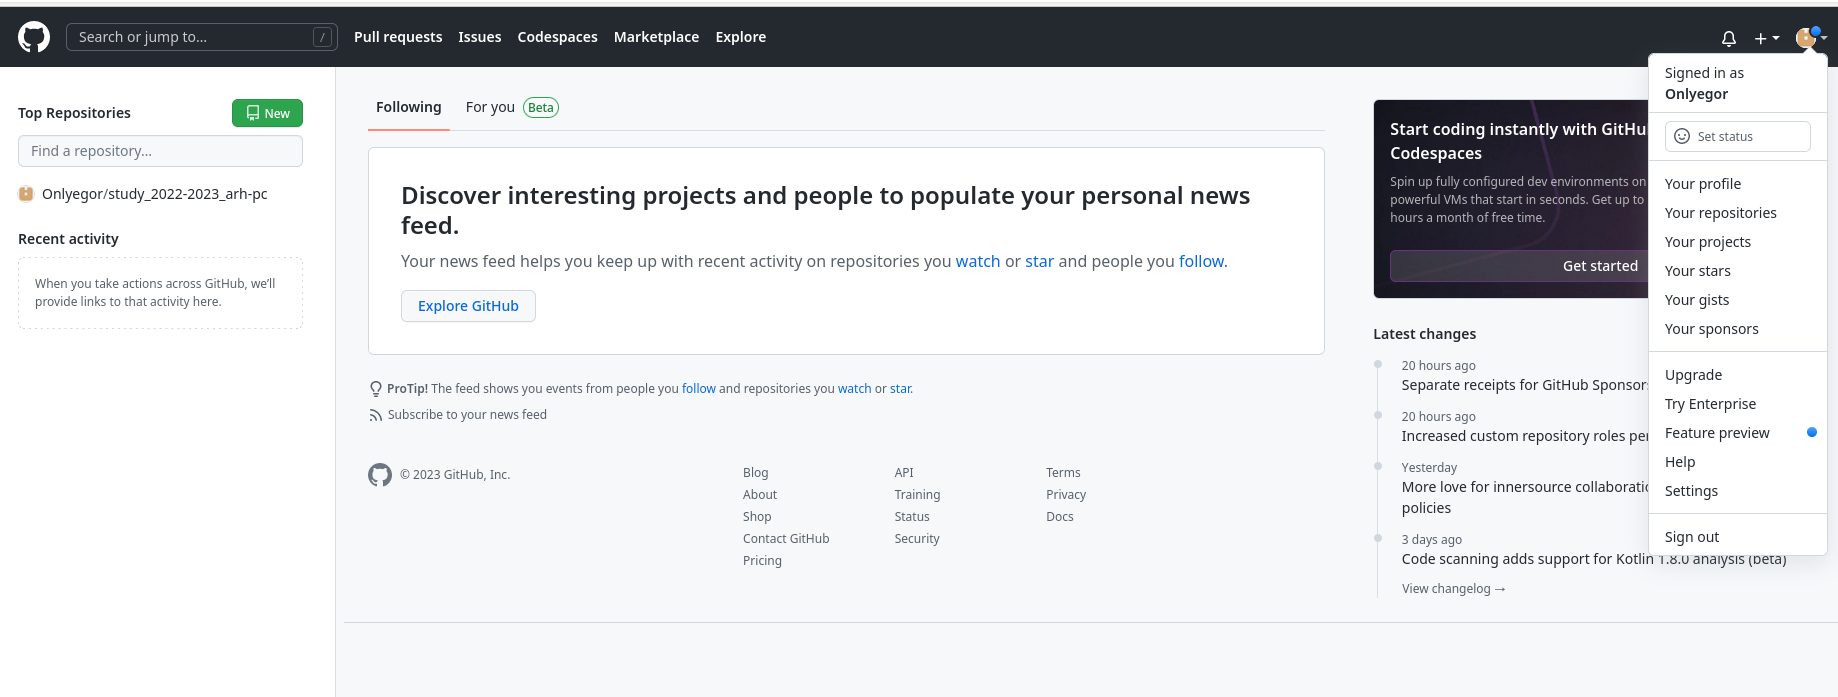 Search or jump to...
/
Pull requests
Issues
Codespaces
Marketplace
Explore
Top Repositories
New
Find a repository...
Onlyegor/study_2022-2023_arh-pc
Recent activity
When you take actions across GitHub, we'll
provide links to that activity here.
Following
For you
Beta
Discover interesting projects and people to populate your personal news
feed.
Your news feed helps you keep up with recent activity on repositories you watch or star and people you follow.
Explore GitHub
ProTip! The feed shows you events from people you follow and repositories you watch or star.
Subscribe to your news feed
© 2023 GitHub, Inc.
Blog
About
Shop
Contact GitHub
Pricing
API
Training
Status
Security
Terms
Privacy
Docs
Start coding instantly with
Codespaces
Spin up fully configured dev environments on
powerful VMs that start in seconds. Get up to
hours a month of free time.
Get started
Latest changes
20 hours ago
Separate receipts for GitHub
20 hours ago
Increased custom repository roles
Yesterday
More love for innersource
policies
3 days ago
Code scanning adds support for Kotlin 1.8.0 analysis (beta)
View changelog →
Signed in as
Onlyegor
Set status
Your profile
Your repositories
Your projects
Your stars
Your gists
Your sponsors
Upgrade
Try Enterprise
Feature preview
Help
Settings
Sign out